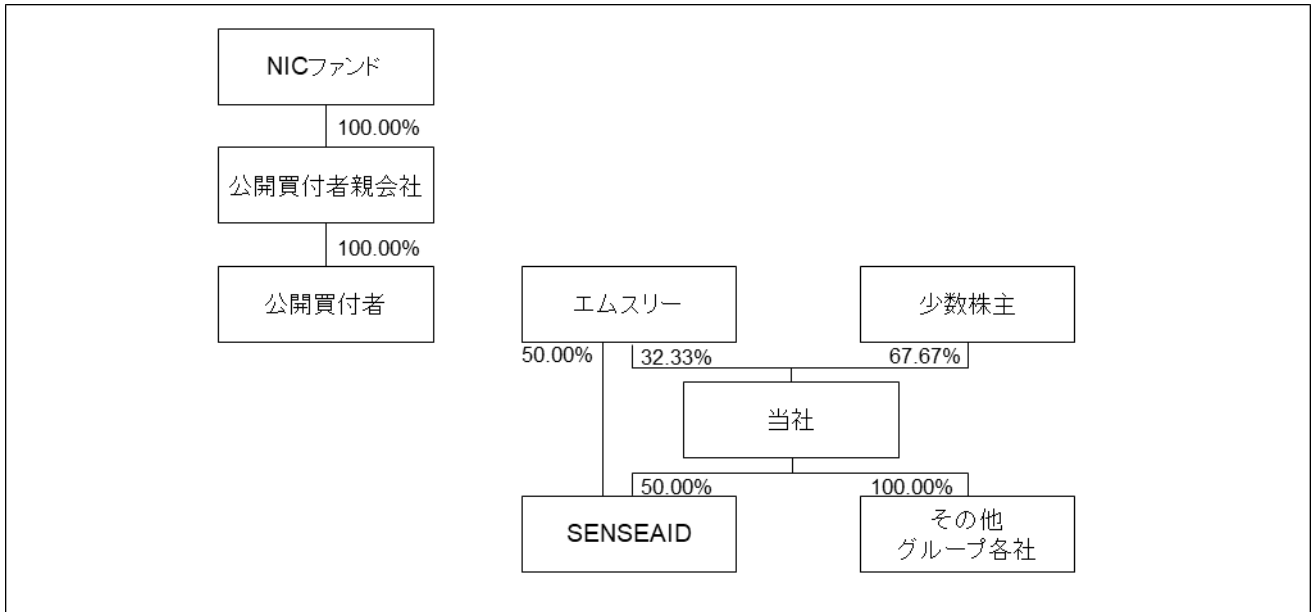 NICファンド
100.00%
公開買付者親会社
100.00%
公開買付者
エムスリー
少数株主
50.00%
32.33%
67.67%
当社
50.00%
100.00%
SENSEAID
その他
グループ各社